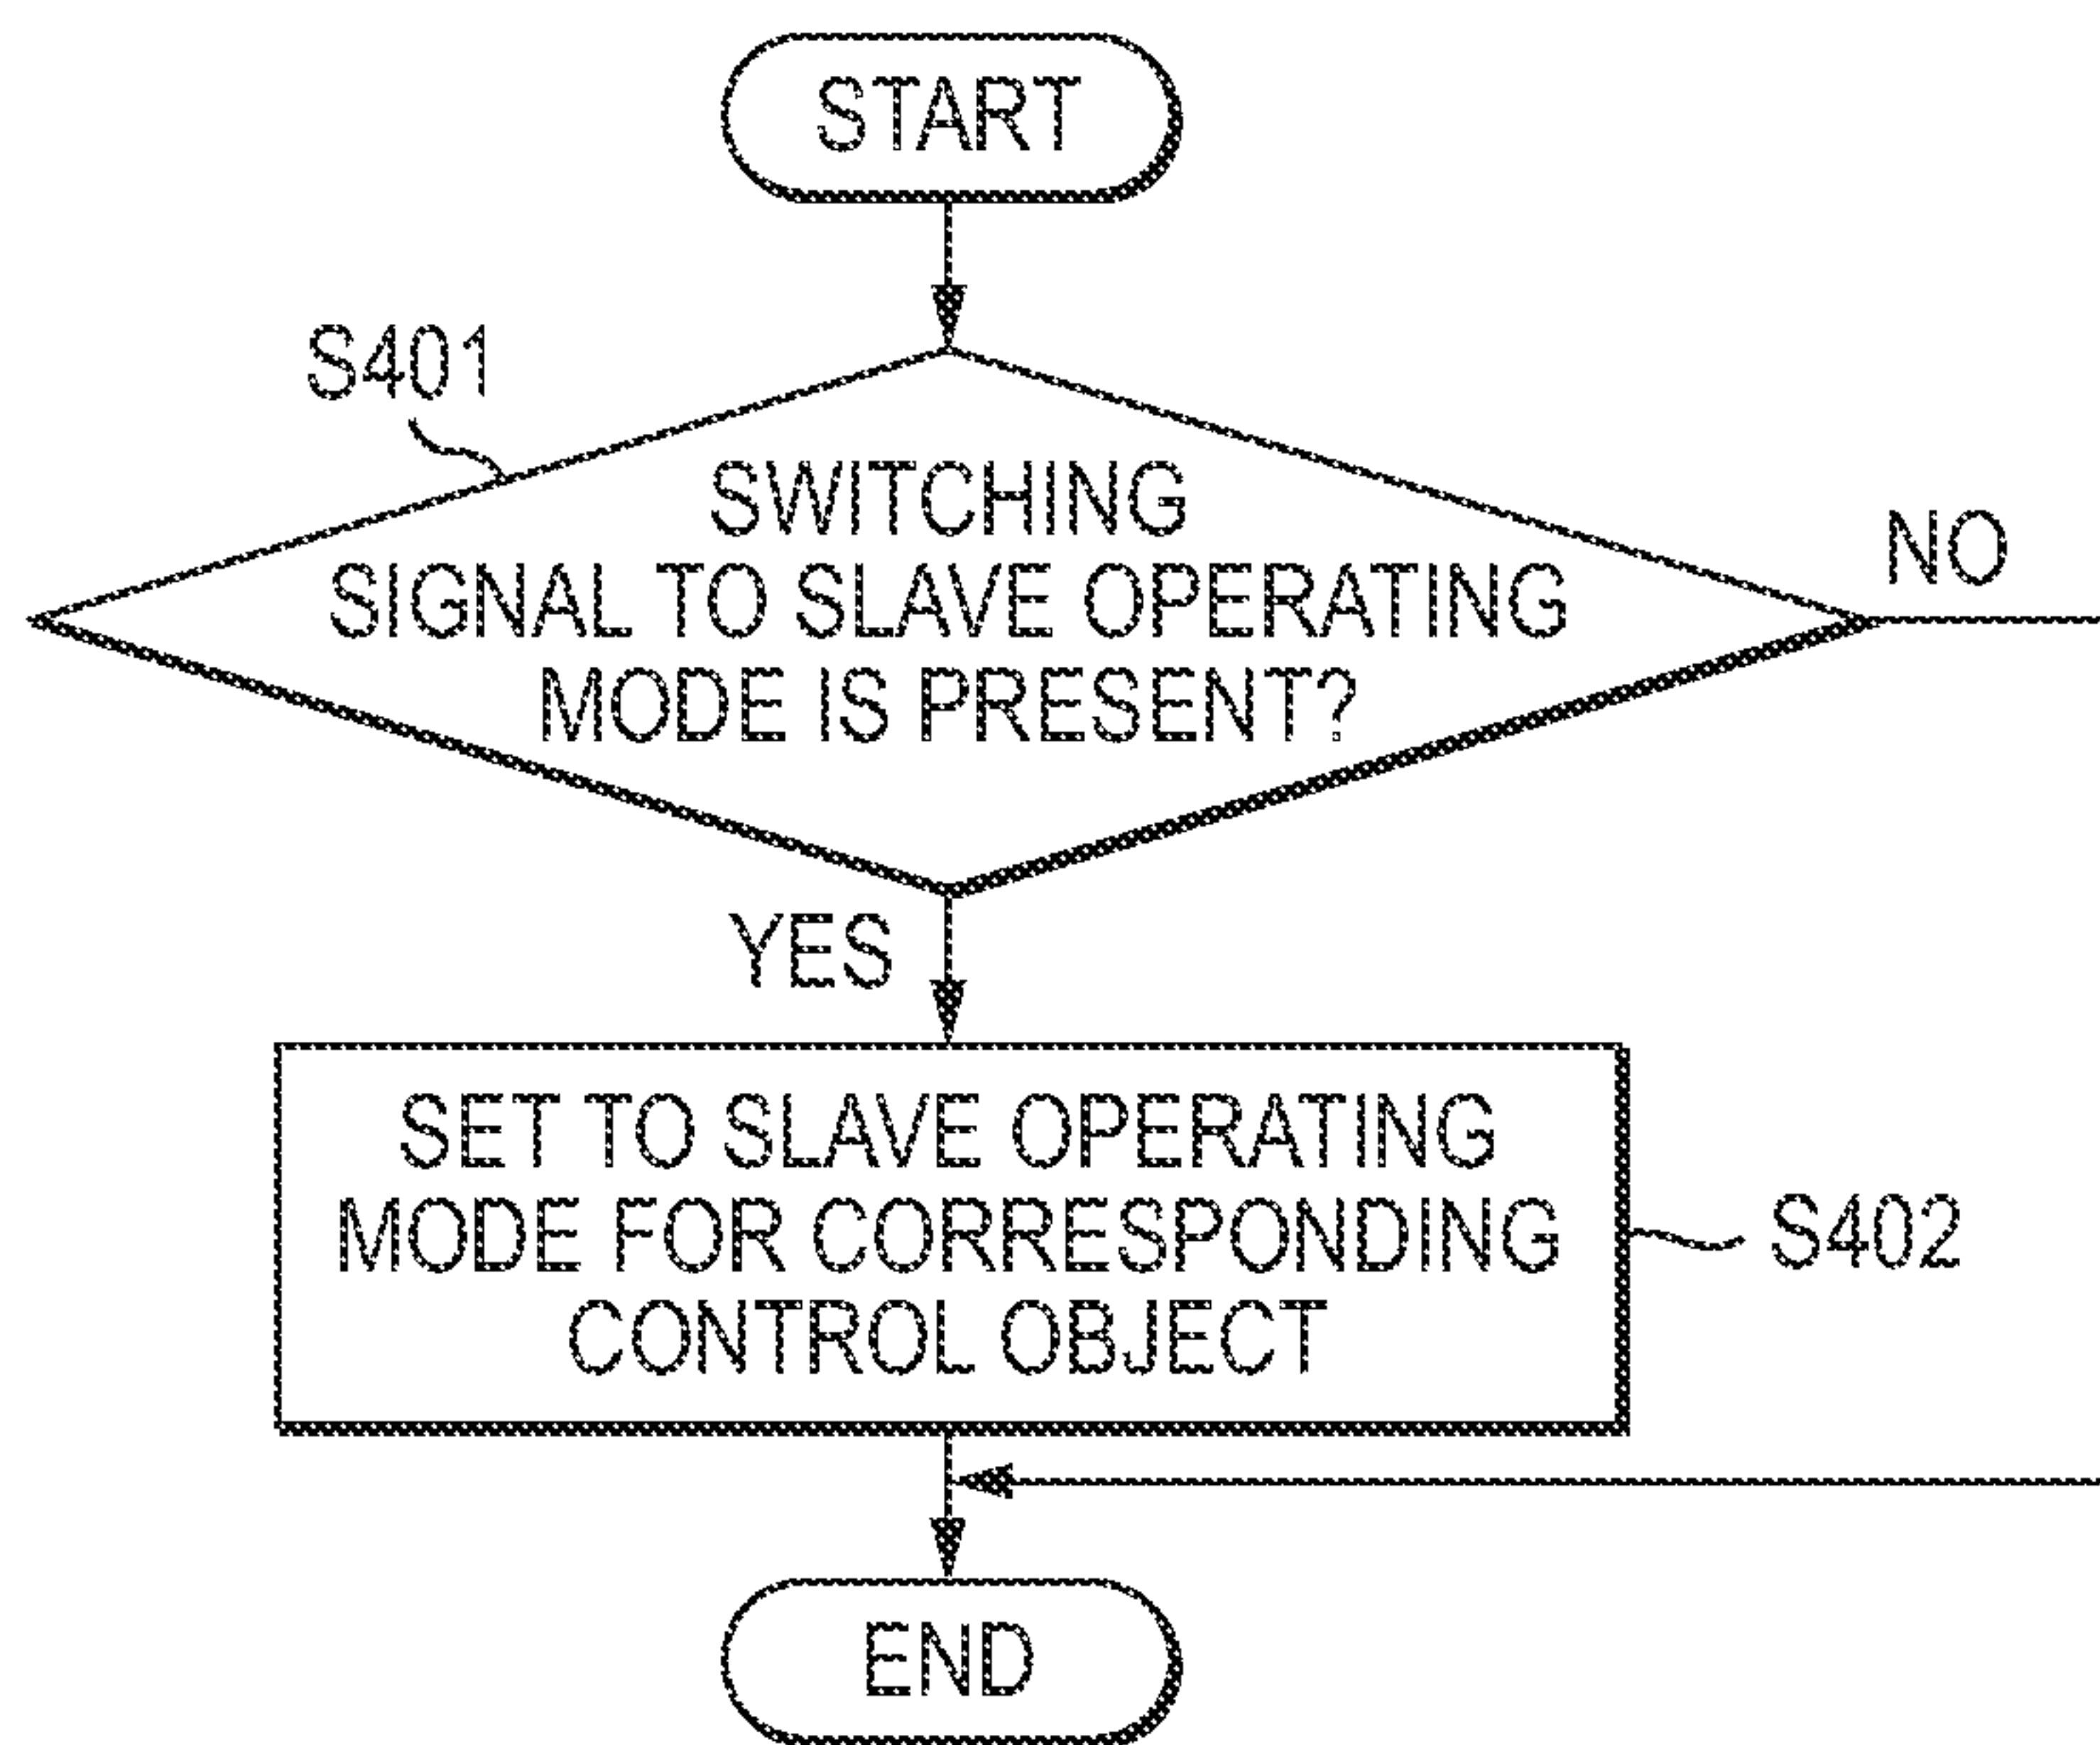 START
S401
SWITCHING
SIGNAL TO SLAVE OPERATING
MODE IS PRESENT?
NO
YES
SET TO SLAVE OPERATING
MODE FOR CORRESPONDING
CONTROL OBJECT
S402
END